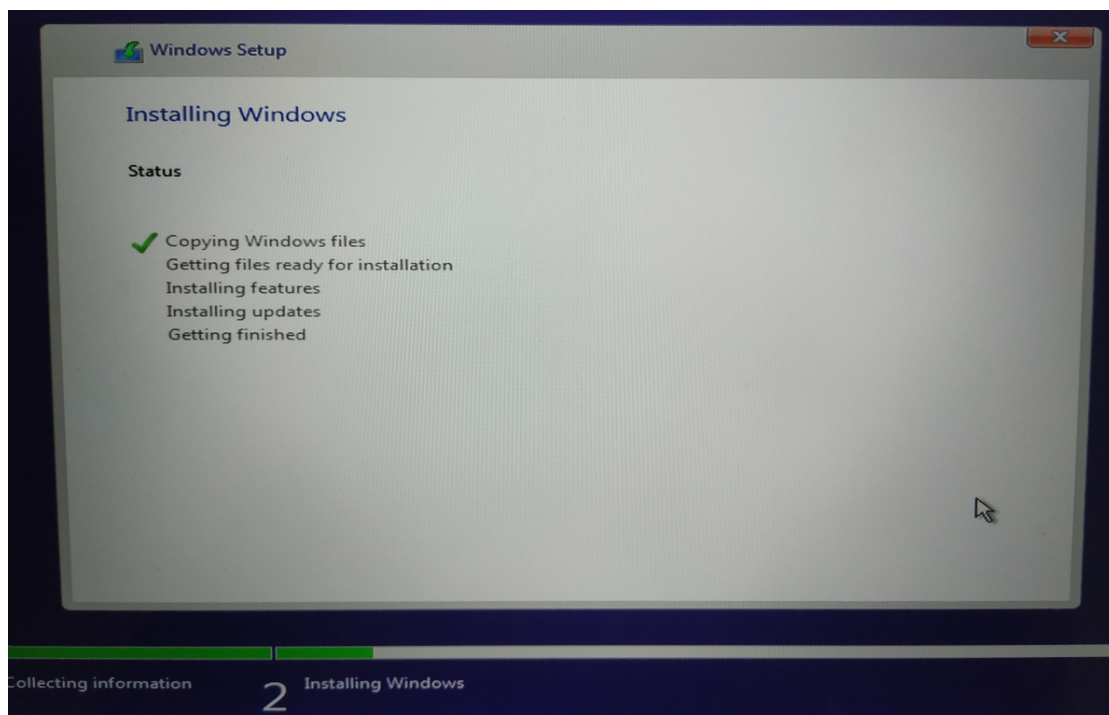 Windows Setup
Installing Windows
Status
Copying Windows files
Getting files ready for installation
Installing features
Installing updates
Getting finished
Collecting information
2 Installing Windows